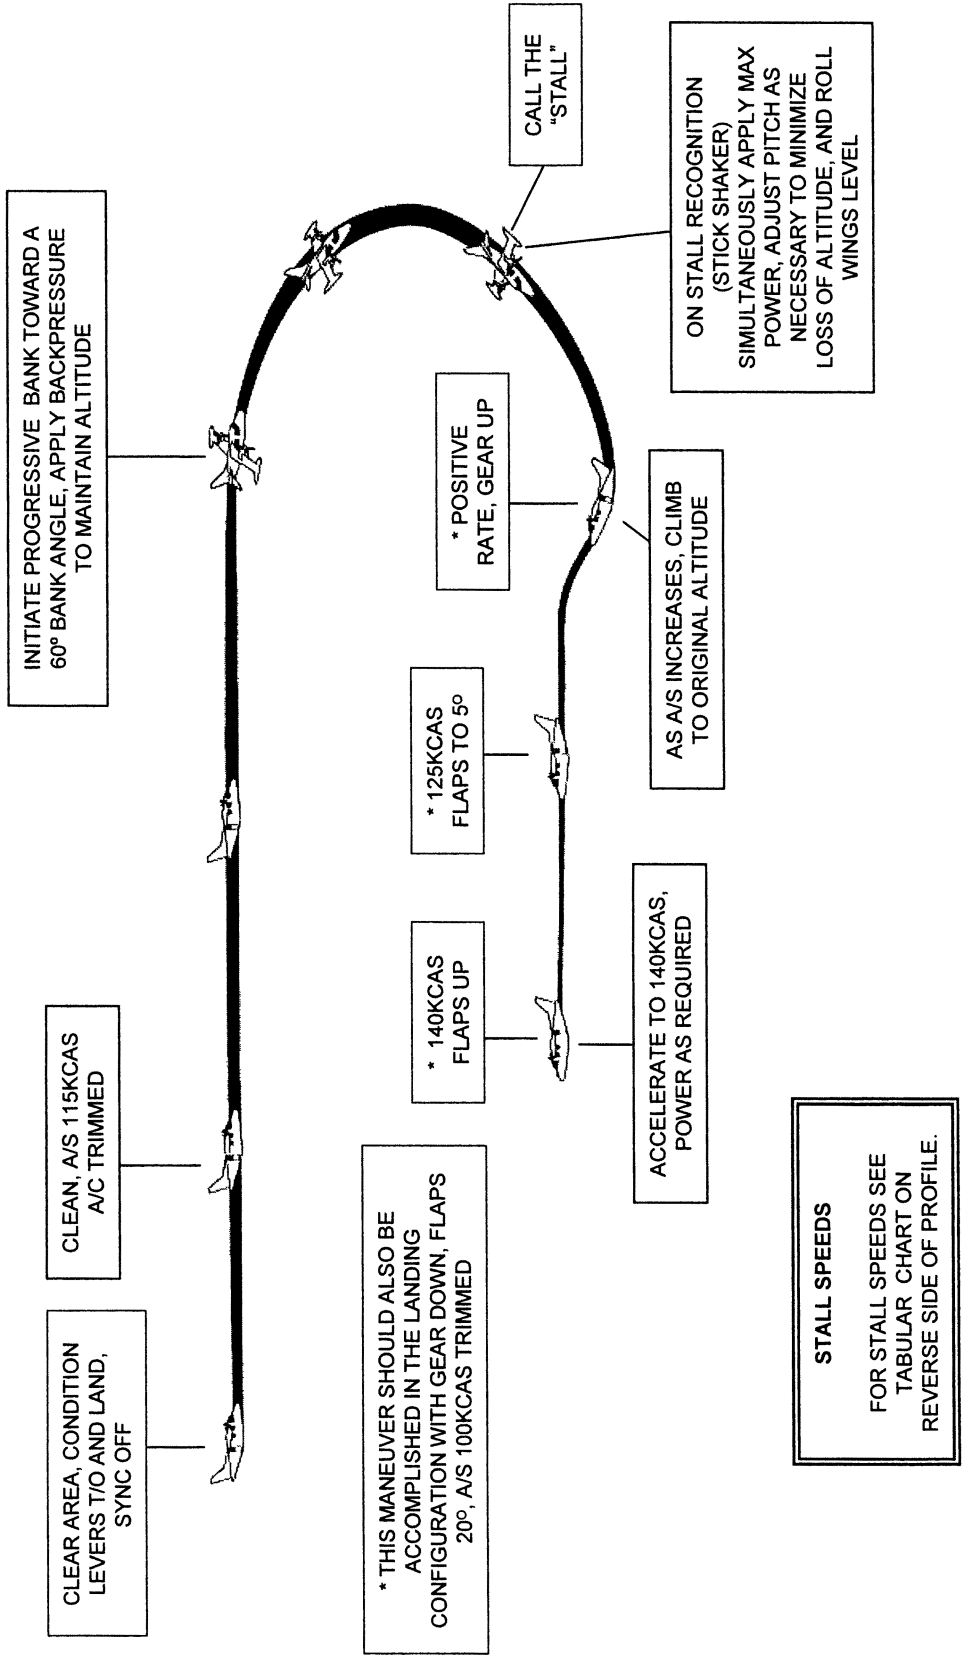 CLEAR AREA, CONDITION
LEVERS T/O AND LAND,
SYNC OFF
CLEAN, A/S 115KCAS
A/C TRIMMED
INITIATE PROGRESSIVE BANK TOWARD A
60º BANK ANGLE, APPLY BACKPRESSURE
TO MAINTAIN ALTITUDE
CALL THE
"STALL"
ON STALL RECOGNITION
(STICK SHAKER)
SIMULTANEOUSLY APPLY MAX
POWER, ADJUST PITCH AS
NECESSARY TO MINIMIZE
LOSS OF ALTITUDE, AND ROLL
WINGS LEVEL
* POSITIVE
RATE, GEAR UP
AS A/S INCREASES, CLIMB
TO ORIGINAL ALTITUDE
* 125KCAS
FLAPS TO 5º
* 140KCAS
FLAPS UP
ACCELERATE TO 140KCAS,
POWER AS REQUIRED
* THIS MANEUVER SHOULD ALSO BE
ACCOMPLISHED IN THE LANDING
CONFIGURATION WITH GEAR DOWN, FLAPS
20º, A/S 100KCAS TRIMMED
STALL SPEEDS
FOR STALL SPEEDS SEE
TABULAR CHART ON
REVERSE SIDE OF PROFILE.